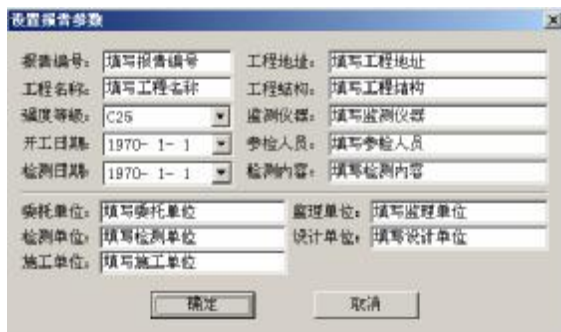 设置报告参数
报告编号: 填写报告编号 工程地址: 填写工程地址
工程名称: 填写工程名称 工程结构: 填写工程结构
强度等级: C25 监测仪器: 填写监测仪器
开工日期: 1970- 1- 1 参检人员: 填写参检人员
检测日期: 1970- 1- 1 检测内容: 填写检测内容
委托单位: 填写委托单位 监理单位: 填写监理单位
检测单位: 填写检测单位 设计单位: 填写设计单位
施工单位: 填写施工单位
确定 取消